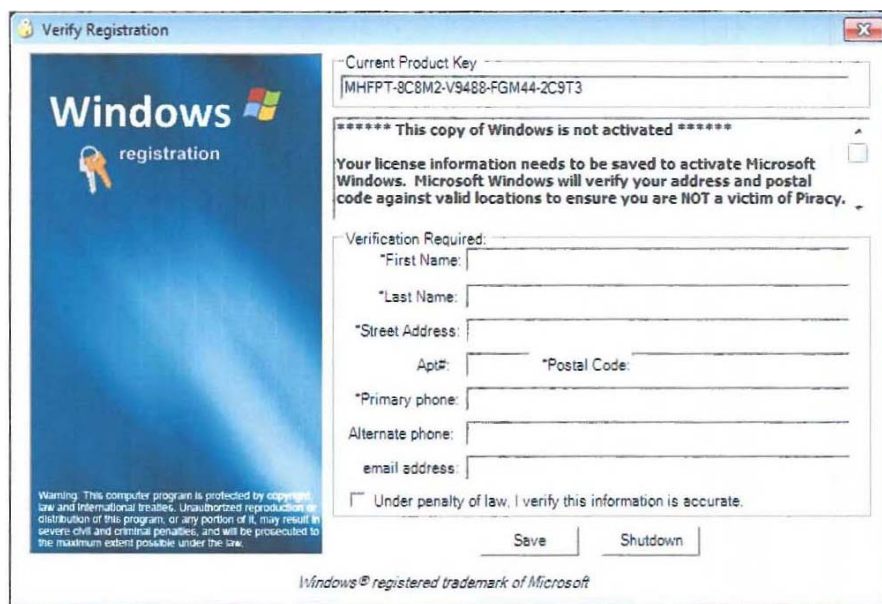 Verify Registration
Windows
registration
Warning. This computer program is protected by copyright
law and International treaties. Unauthorized reproduction or
distribution of this program, or any portion of it, may result in
severe civil and criminal penalties, and will be prosecuted to
the maximum extent possible under the law.
Current Product Key
MHFPT-8C8M2-V9488-FGM44-2C9T3
****** This copy of Windows is not activated ******
Your license information needs to be saved to activate Microsoft
Windows. Microsoft Windows will verify your address and postal
code against valid locations to ensure you are NOT a victim of Piracy.
Verification Required:
*First Name:
*Last Name:
*Street Address:
Apt#: *Postal Code:
*Primary phone:
Alternate phone:
email address:
Under penalty of law, I verify this information is accurate.
Save Shutdown
Windows® registered trademark of Microsoft